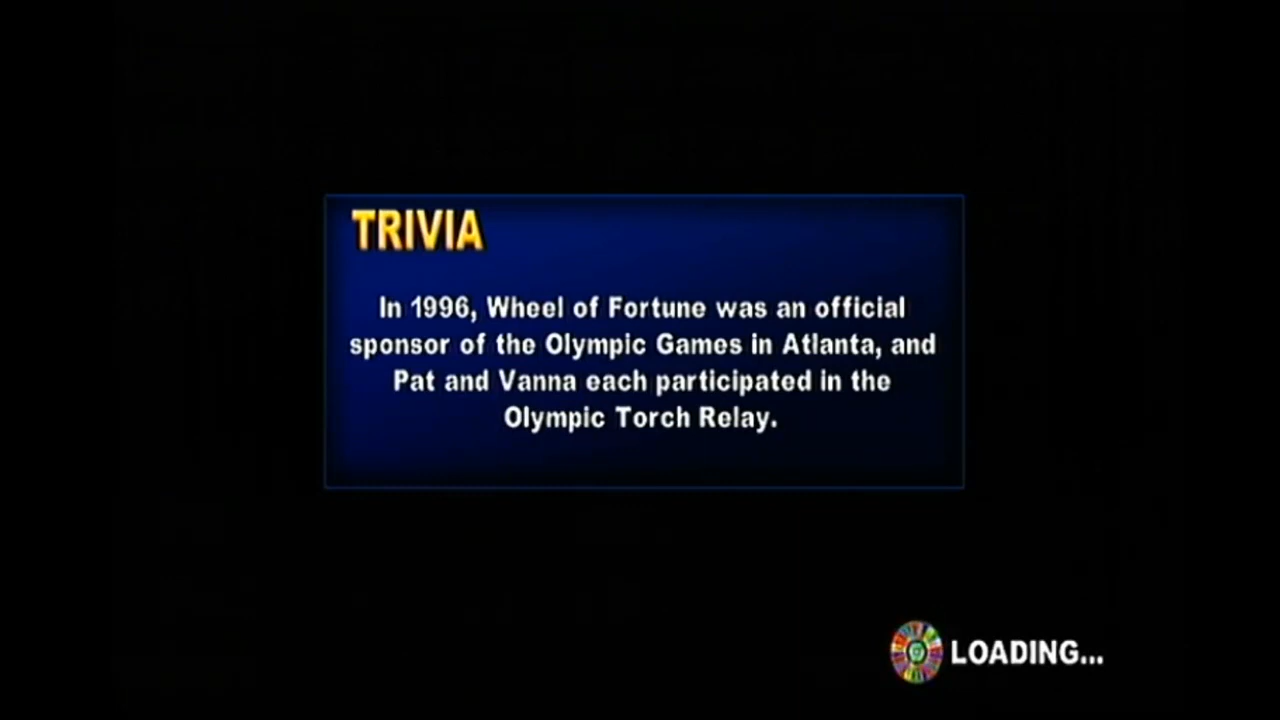 TRIVIA
In 1996, Wheel of Fortune was an official
sponsor of the Olympic Games in Atlanta, and
Pat and Vanna each participated in the
Olympic Torch Relay.
LOADING...